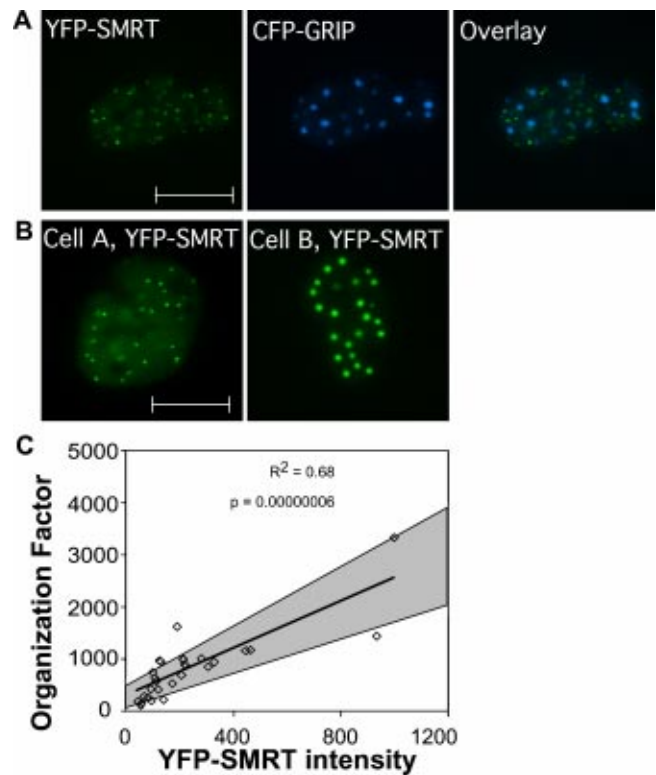 A
YFP-SMRT
CFP-GRIP
Overlay
B
Cell A, YFP-SMRT
Cell B, YFP-SMRT
C
5000
4000
3000
2000
1000
0
Organization Factor
R² = 0.68
p = 0.00000006
0 400 800 1200
YFP-SMRT intensity